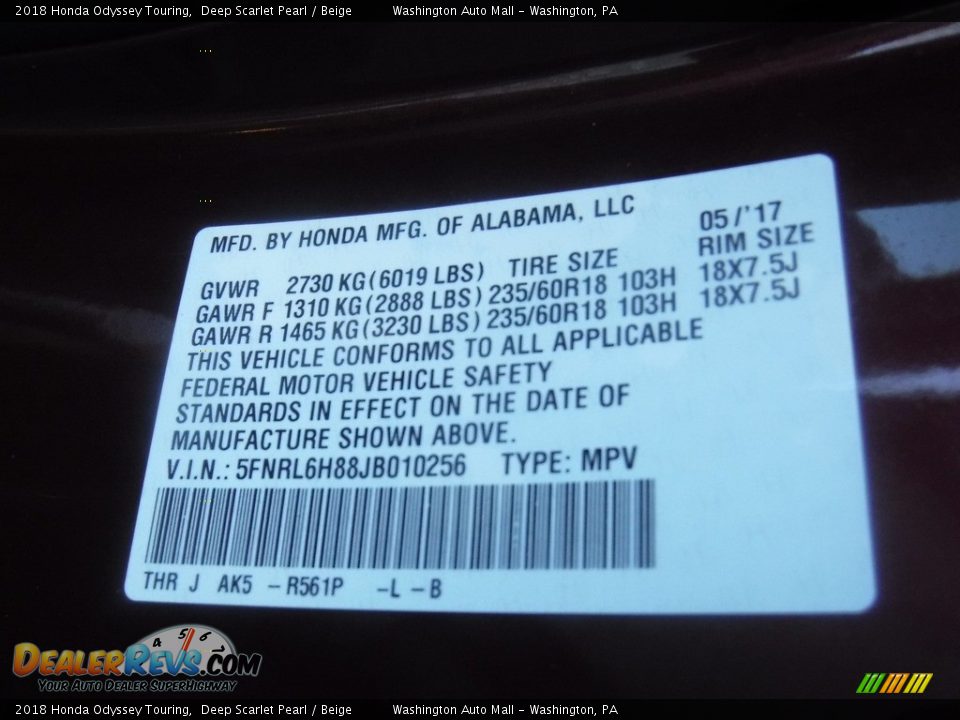 2018 Honda Odyssey Touring,  Deep Scarlet Pearl / Beige          Washington Auto Mall - Washington, PA
MFD. BY HONDA MFG. OF ALABAMA, LLC          05/'17
GVWR     2730 KG(6019 LBS)   TIRE SIZE          RIM SIZE
GAWR F 1310 KG(2888 LBS) 235/60R18 103H   18X7.5J
GAWR R 1465 KG(3230 LBS) 235/60R18 103H   18X7.5J
THIS VEHICLE CONFORMS TO ALL APPLICABLE
FEDERAL MOTOR VEHICLE SAFETY
STANDARDS IN EFFECT ON THE DATE OF
MANUFACTURE SHOWN ABOVE.
V.I.N.: 5FNRL6H88JB010256     TYPE: MPV
THR J   AK5   -R561P     -L -B
4 5 6
DEALERREVS.COM
YOUR AUTO DEALER SUPERHIGHWAY
2018 Honda Odyssey Touring,  Deep Scarlet Pearl / Beige          Washington Auto Mall - Washington, PA